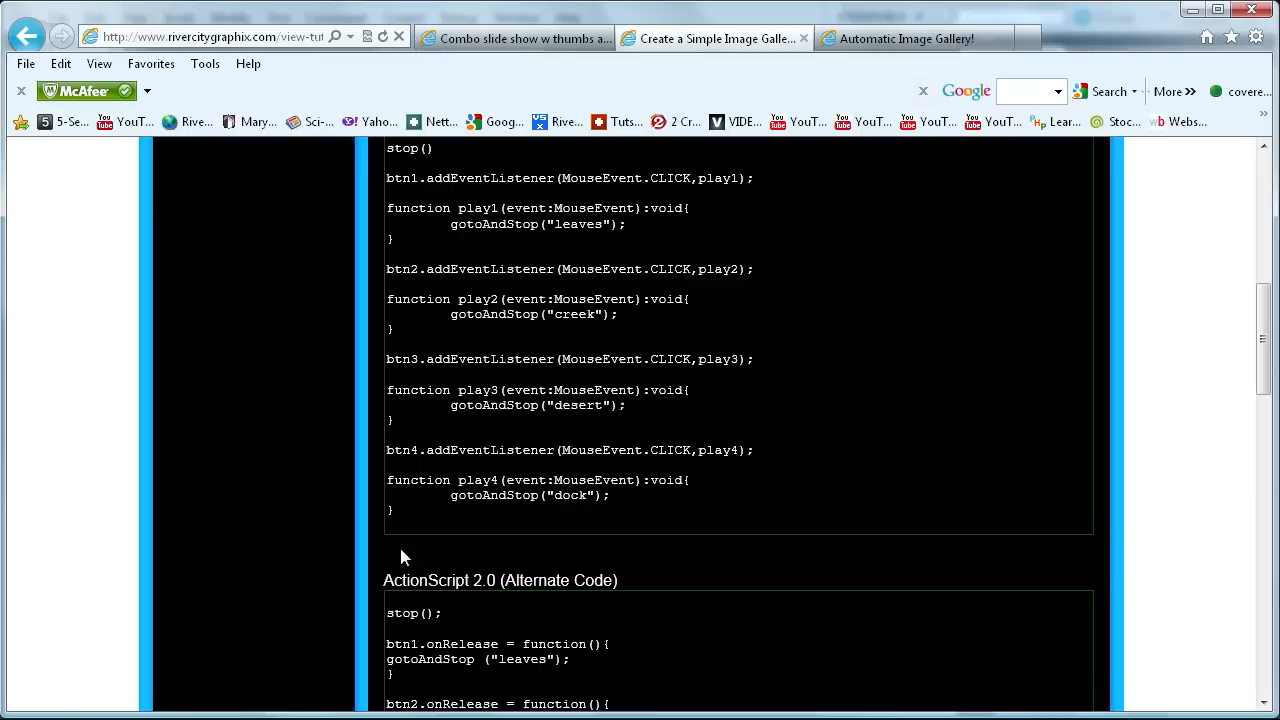 http://www.rivercitygraphix.com/view-tut
Combo slide show w thumbs a...
Create a Simple Image Galle...
Automatic Image Gallery!
File Edit View Favorites Tools Help
McAfee
Google
Search
More »
covere...
5-Se... YouT... Rive... Mary... Sci-... Yaho... Nett... Goog... Rive... Tuts... 2 Cr... VIDE... YouT... YouT... YouT... YouT... Lear... Stoc... Webs...
stop()
btn1.addEventListener(MouseEvent.CLICK,play1);
function play1(event:MouseEvent):void{
gotoAndStop("leaves");
}
btn2.addEventListener(MouseEvent.CLICK,play2);
function play2(event:MouseEvent):void{
gotoAndStop("creek");
}
btn3.addEventListener(MouseEvent.CLICK,play3);
function play3(event:MouseEvent):void{
gotoAndStop("desert");
}
btn4.addEventListener(MouseEvent.CLICK,play4);
function play4(event:MouseEvent):void{
gotoAndStop("dock");
}
ActionScript 2.0 (Alternate Code)
stop();
btn1.onRelease = function(){
gotoAndStop ("leaves");
}
btn2.onRelease = function(){